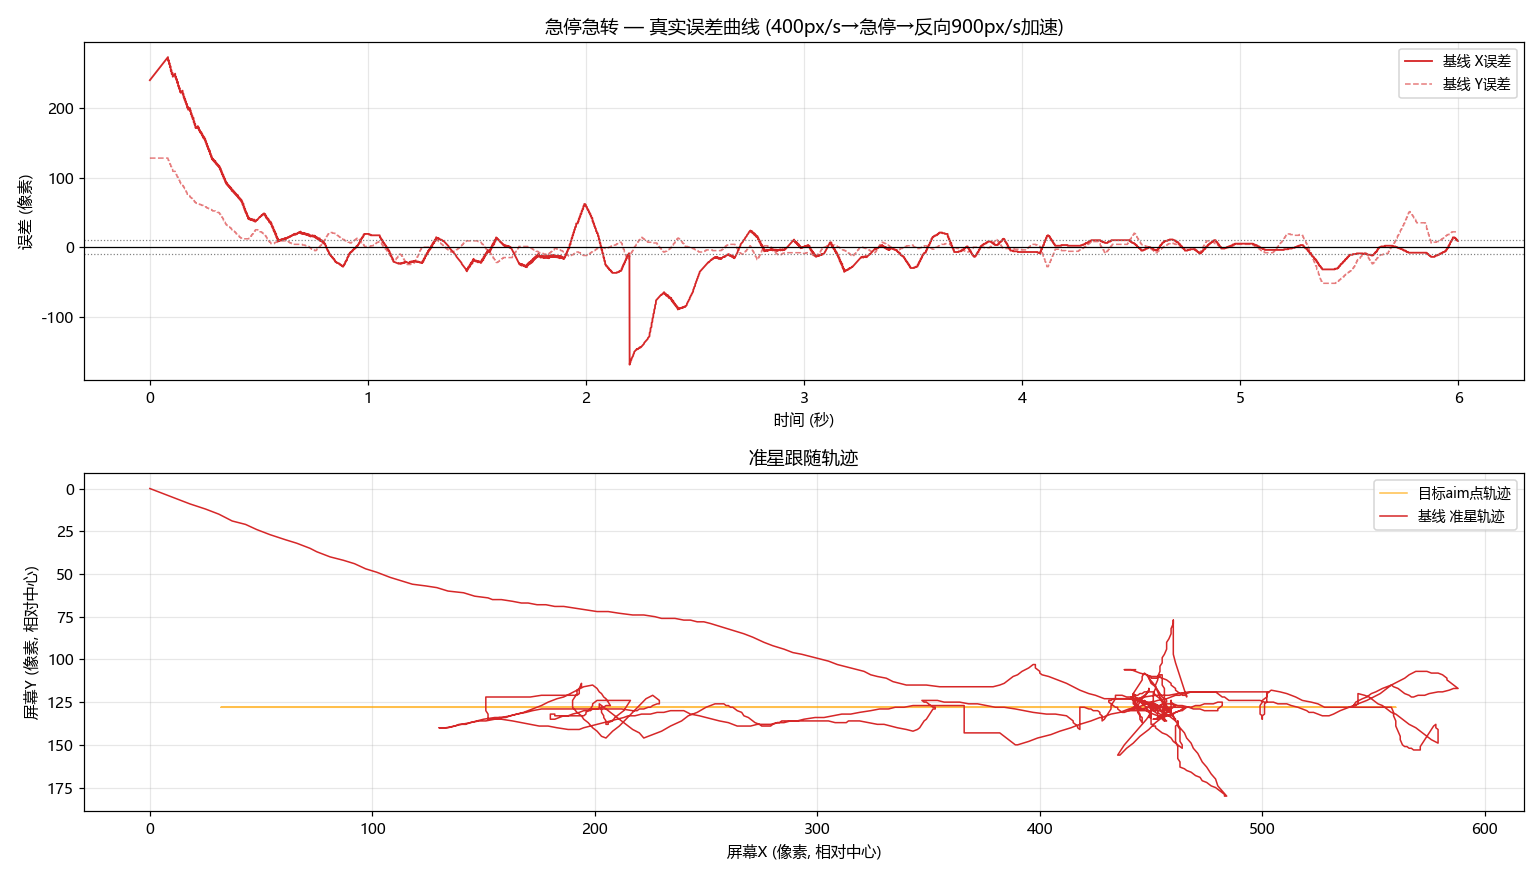 急停急转 — 真实误差曲线 (400px/s→急停→反向900px/s加速)
基线 X误差
基线 Y误差
误差 (像素)
200
100
0
-100
0 1 2 3 4 5 6
时间 (秒)
准星跟随轨迹
目标aim点轨迹
基线 准星轨迹
屏幕Y (像素, 相对中心)
0
25
50
75
100
125
150
175
0 100 200 300 400 500 600
屏幕X (像素, 相对中心)